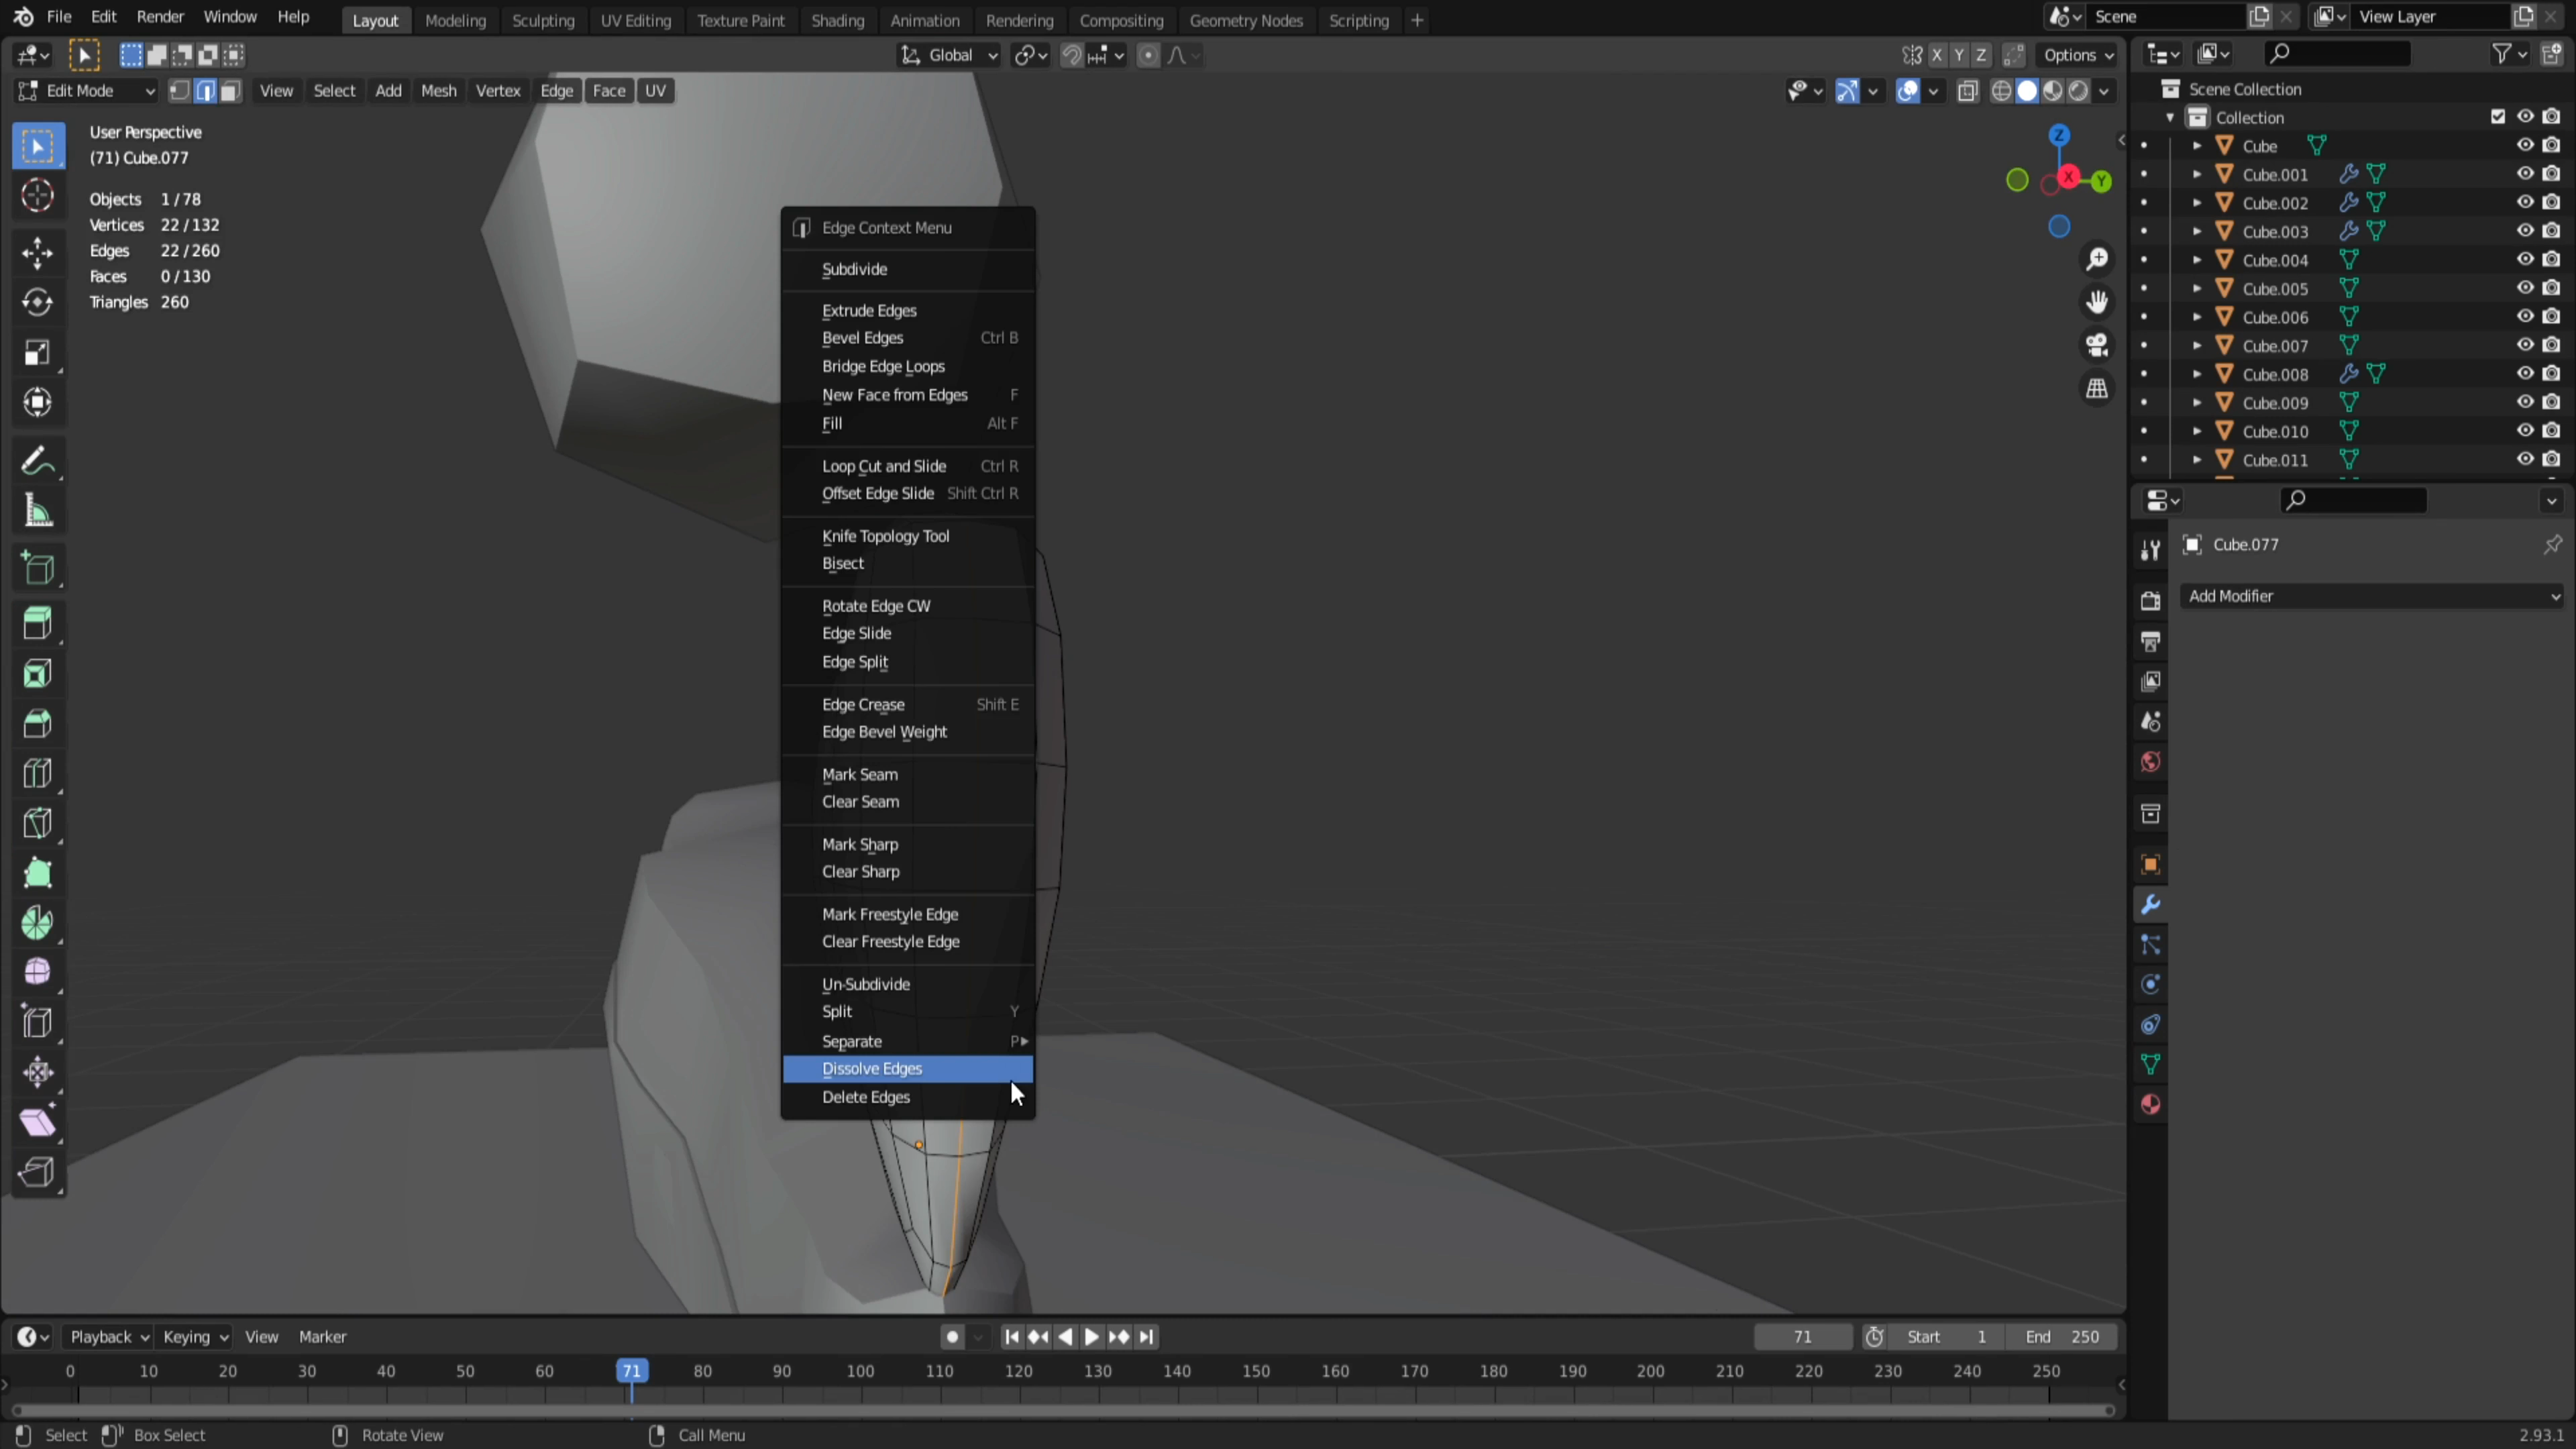 File Edit Render Window Help Layout Modeling Sculpting UV Editing Texture Paint Shading Animation Rendering Compositing Geometry Nodes Scripting + Scene View Layer
Global X Y Z Options
Edit Mode View Select Add Mesh Vertex Edge Face UV
User Perspective
(71) Cube.077
Objects 1 / 78
Vertices 22 / 132
Edges 22 / 260
Faces 0 / 130
Triangles 260
Z
X
Y
Edge Context Menu
Subdivide
Extrude Edges
Bevel Edges Ctrl B
Bridge Edge Loops
New Face from Edges F
Fill Alt F
Loop Cut and Slide Ctrl R
Offset Edge Slide Shift Ctrl R
Knife Topology Tool
Bisect
Rotate Edge CW
Edge Slide
Edge Split
Edge Crease Shift E
Edge Bevel Weight
Mark Seam
Clear Seam
Mark Sharp
Clear Sharp
Mark Freestyle Edge
Clear Freestyle Edge
Un-Subdivide
Split Y
Separate P
Dissolve Edges
Delete Edges
Scene Collection
Collection
Cube
Cube.001
Cube.002
Cube.003
Cube.004
Cube.005
Cube.006
Cube.007
Cube.008
Cube.009
Cube.010
Cube.011
Cube.077
Add Modifier
Playback Keying View Marker 71 Start 1 End 250
0 10 20 30 40 50 60 71 80 90 100 110 120 130 140 150 160 170 180 190 200 210 220 230 240 250
Select Box Select Rotate View Call Menu 2.93.1